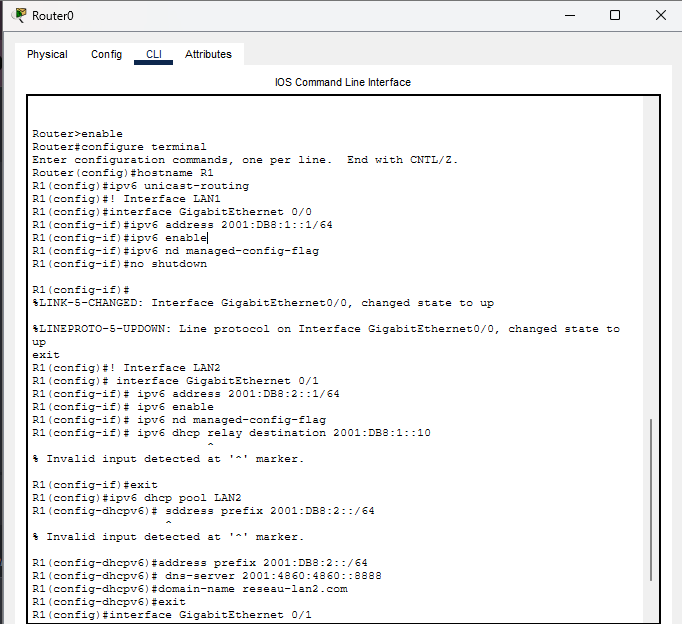 Router0
Physical Config CLI Attributes
IOS Command Line Interface
Router>enable
Router#configure terminal
Enter configuration commands, one per line.  End with CNTL/Z.
Router(config)#hostname R1
R1(config)#ipv6 unicast-routing
R1(config)#! Interface LAN1
R1(config)#interface GigabitEthernet 0/0
R1(config-if)#ipv6 address 2001:DB8:1::1/64
R1(config-if)#ipv6 enable
R1(config-if)#ipv6 nd managed-config-flag
R1(config-if)#no shutdown
R1(config-if)#
%LINK-5-CHANGED: Interface GigabitEthernet0/0, changed state to up
%LINEPROTO-5-UPDOWN: Line protocol on Interface GigabitEthernet0/0, changed state to
up
exit
R1(config)#! Interface LAN2
R1(config)# interface GigabitEthernet 0/1
R1(config-if)# ipv6 address 2001:DB8:2::1/64
R1(config-if)# ipv6 enable
R1(config-if)# ipv6 nd managed-config-flag
R1(config-if)# ipv6 dhcp relay destination 2001:DB8:1::10
^
% Invalid input detected at '^' marker.
R1(config-if)#exit
R1(config)#ipv6 dhcp pool LAN2
R1(config-dhcpv6)# sddress prefix 2001:DB8:2::/64
^
% Invalid input detected at '^' marker.
R1(config-dhcpv6)#address prefix 2001:DB8:2::/64
R1(config-dhcpv6)# dns-server 2001:4860:4860::8888
R1(config-dhcpv6)#domain-name reseau-lan2.com
R1(config-dhcpv6)#exit
R1(config)#interface GigabitEthernet 0/1